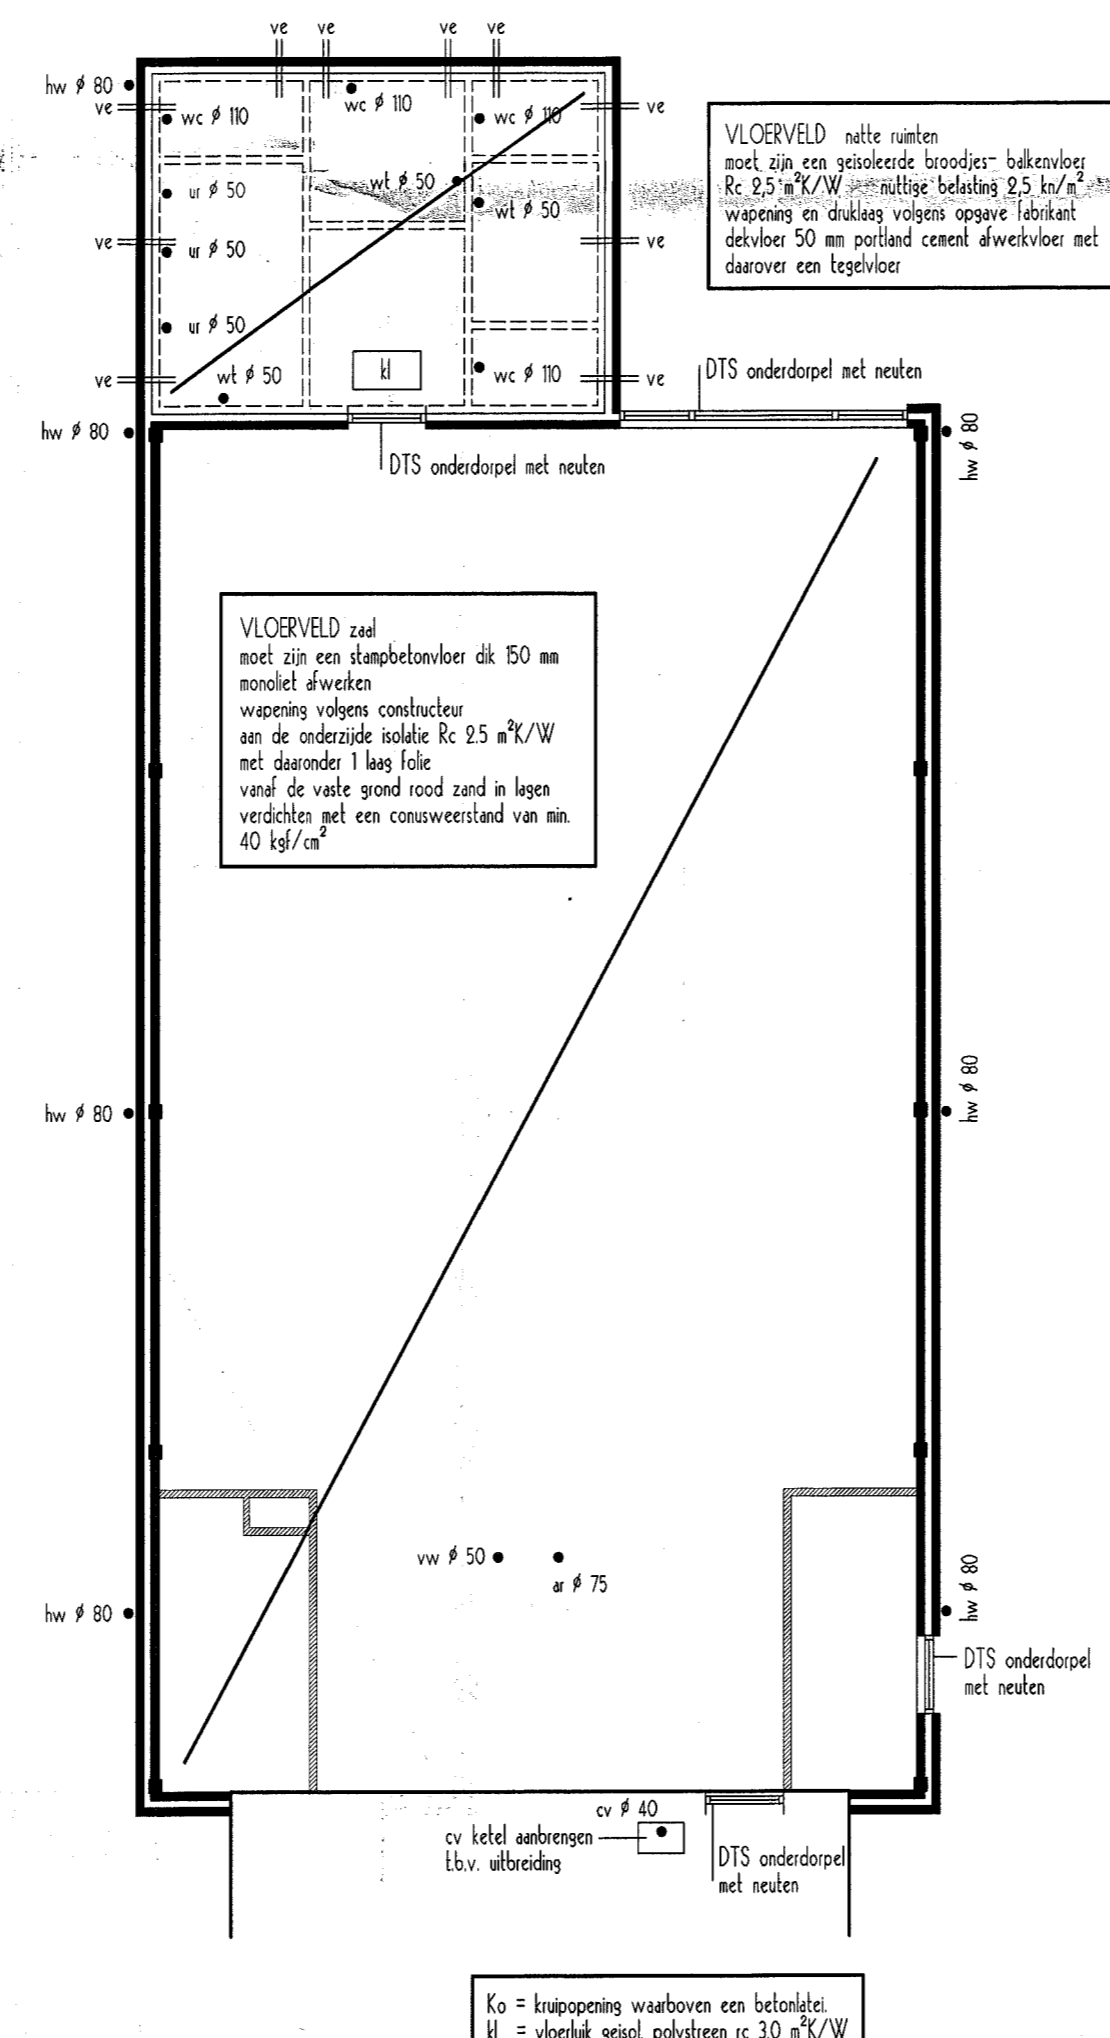 ve ve ve ve
hw ø 80
ve
wc ø 110
wc ø 110
wc ø 110
ve
VLOERVELD natte ruimten
moet zijn een geisoleerde broodjes- balkenvloer
Rc 2,5 m²K/W nuttige belasting 2,5 kn/m²
wapening en druklaag volgens opgave fabrikant
dekvloer 50 mm portland cement afwerkvloer met
daarover een tegelvloer
ur ø 50
wt ø 50
wt ø 50
ve
ur ø 50
ve
ur ø 50
ve
wt ø 50
kl
wc ø 110
ve
DTS onderdorpel met neuten
hw ø 80
hw ø 80
DTS onderdorpel met neuten
VLOERVELD zaal
moet zijn een stampbetonvloer dik 150 mm
monoliet afwerken
wapening volgens constructeur
aan de onderzijde isolatie Rc 2.5 m²K/W
met daaronder 1 laag folie
vanaf de vaste grond rood zand in lagen
verdichten met een conusweerstand van min.
40 kgf/cm²
hw ø 80
hw ø 80
vw ø 50
ar ø 75
hw ø 80
hw ø 80
DTS onderdorpel
met neuten
cv ø 40
cv ketel aanbrengen
t.b.v. uitbreiding
DTS onderdorpel
met neuten
Ko = kruipopening waarboven een betonlatei.
kl = vloerluik geisol. polystreen rc 3.0 m²K/W